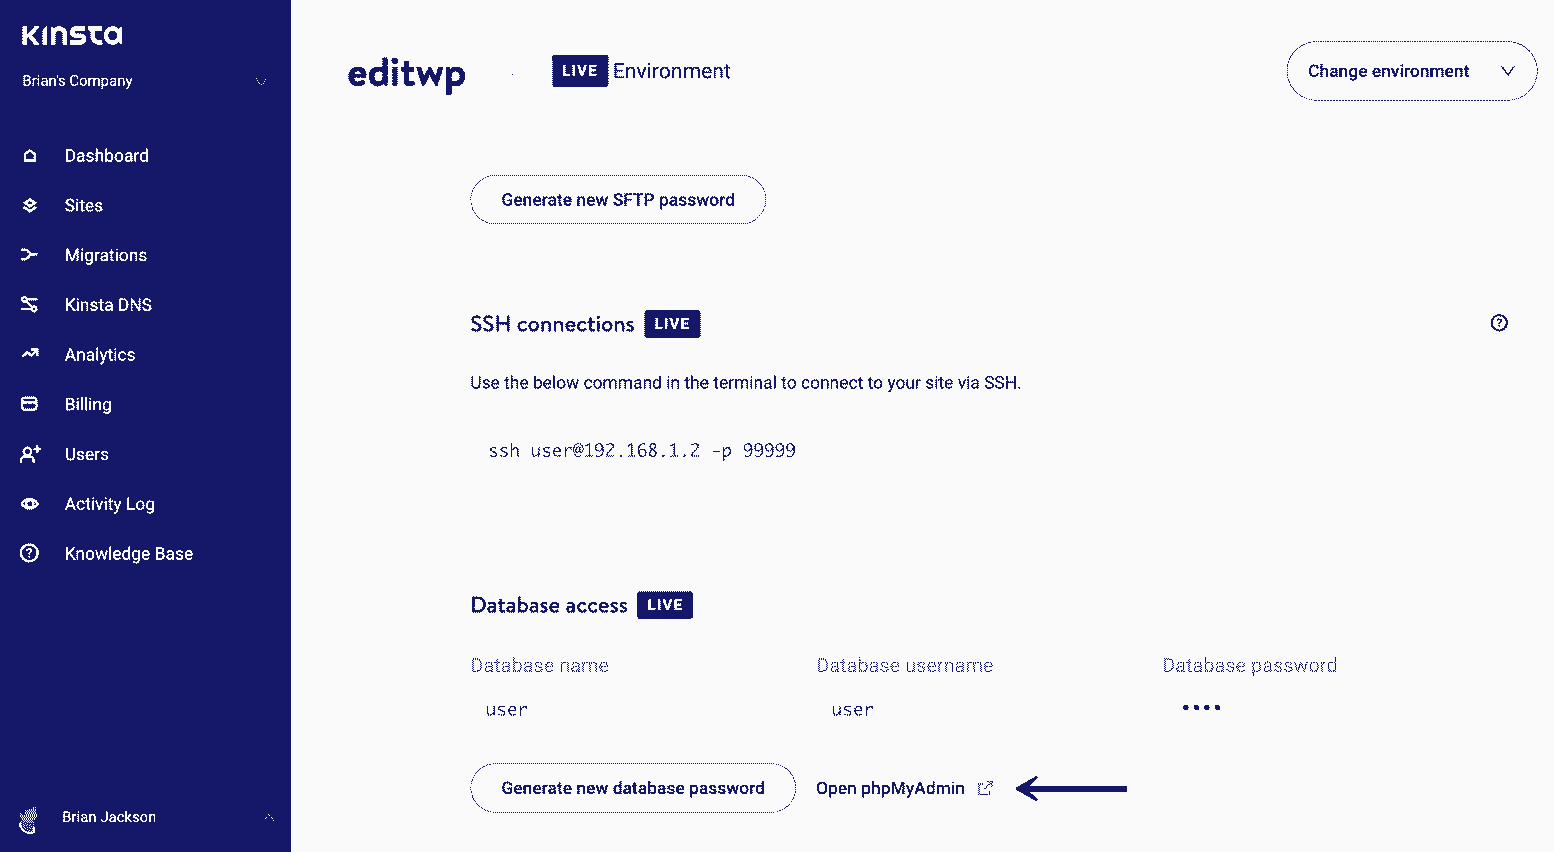 KINSTA
Brian's Company
Dashboard
Sites
Migrations
Kinsta DNS
Analytics
Billing
Users
Activity Log
Knowledge Base
Brian Jackson
editwp
LIVE Environment
Change environment
Generate new SFTP password
SSH connections LIVE
Use the below command in the terminal to connect to your site via SSH.
ssh user@192.168.1.2 -p 99999
Database access LIVE
Database name Database username Database password
user user ••••
Generate new database password Open phpMyAdmin